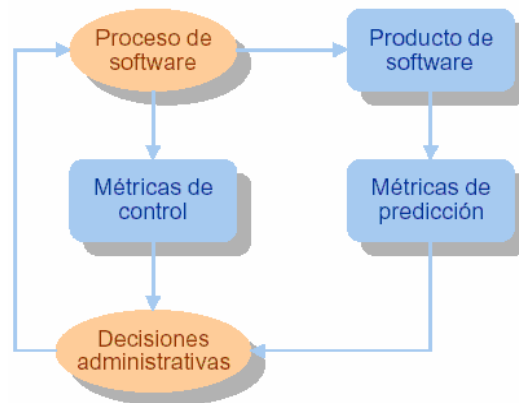 Proceso de
software
Producto de
software
Métricas de
control
Métricas de
predicción
Decisiones
administrativas